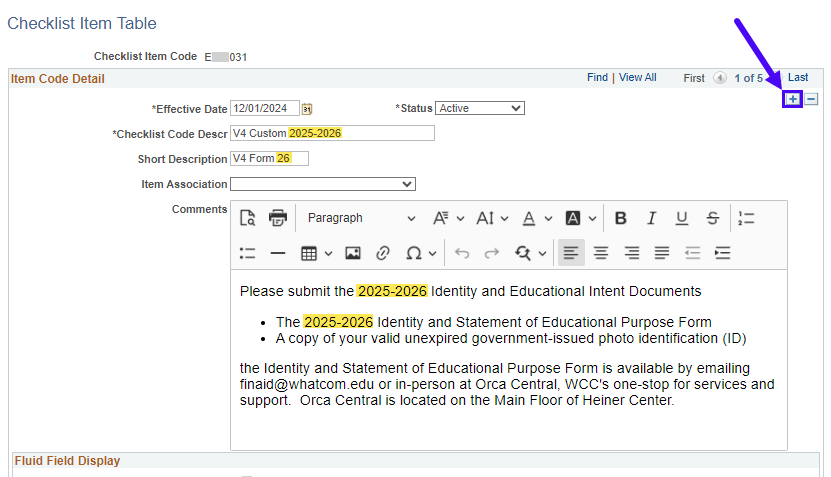 Checklist Item Table
Checklist Item Code E 031
Item Code Detail Find | View All First 1 of 5 Last
*Effective Date 12/01/2024 31 *Status Active
*Checklist Code Descr V4 Custom 2025-2026
Short Description V4 Form 26
Item Association
Comments
Paragraph
Please submit the 2025-2026 Identity and Educational Intent Documents
• The 2025-2026 Identity and Statement of Educational Purpose Form
• A copy of your valid unexpired government-issued photo identification (ID)
the Identity and Statement of Educational Purpose Form is available by emailing
finaid@whatcom.edu or in-person at Orca Central, WCC's one-stop for services and
support. Orca Central is located on the Main Floor of Heiner Center.
Fluid Field Display